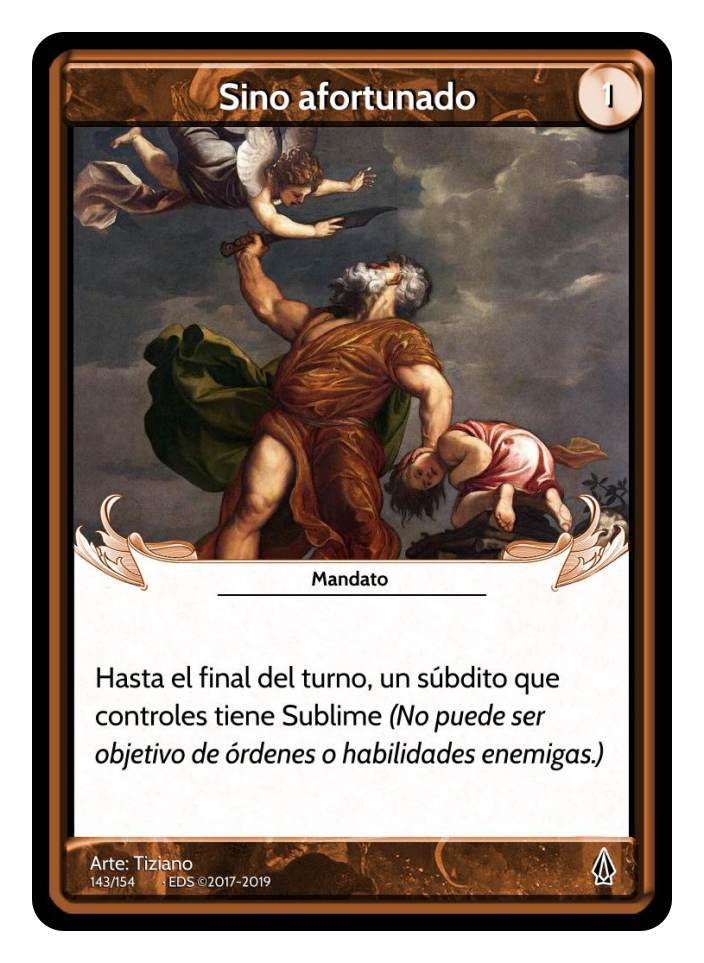 Sino afortunado
1
Mandato
Hasta el final del turno, un súbdito que
controles tiene Sublime (No puede ser
objetivo de órdenes o habilidades enemigas.)
Arte: Tiziano
143/154 · EDS ©2017-2019